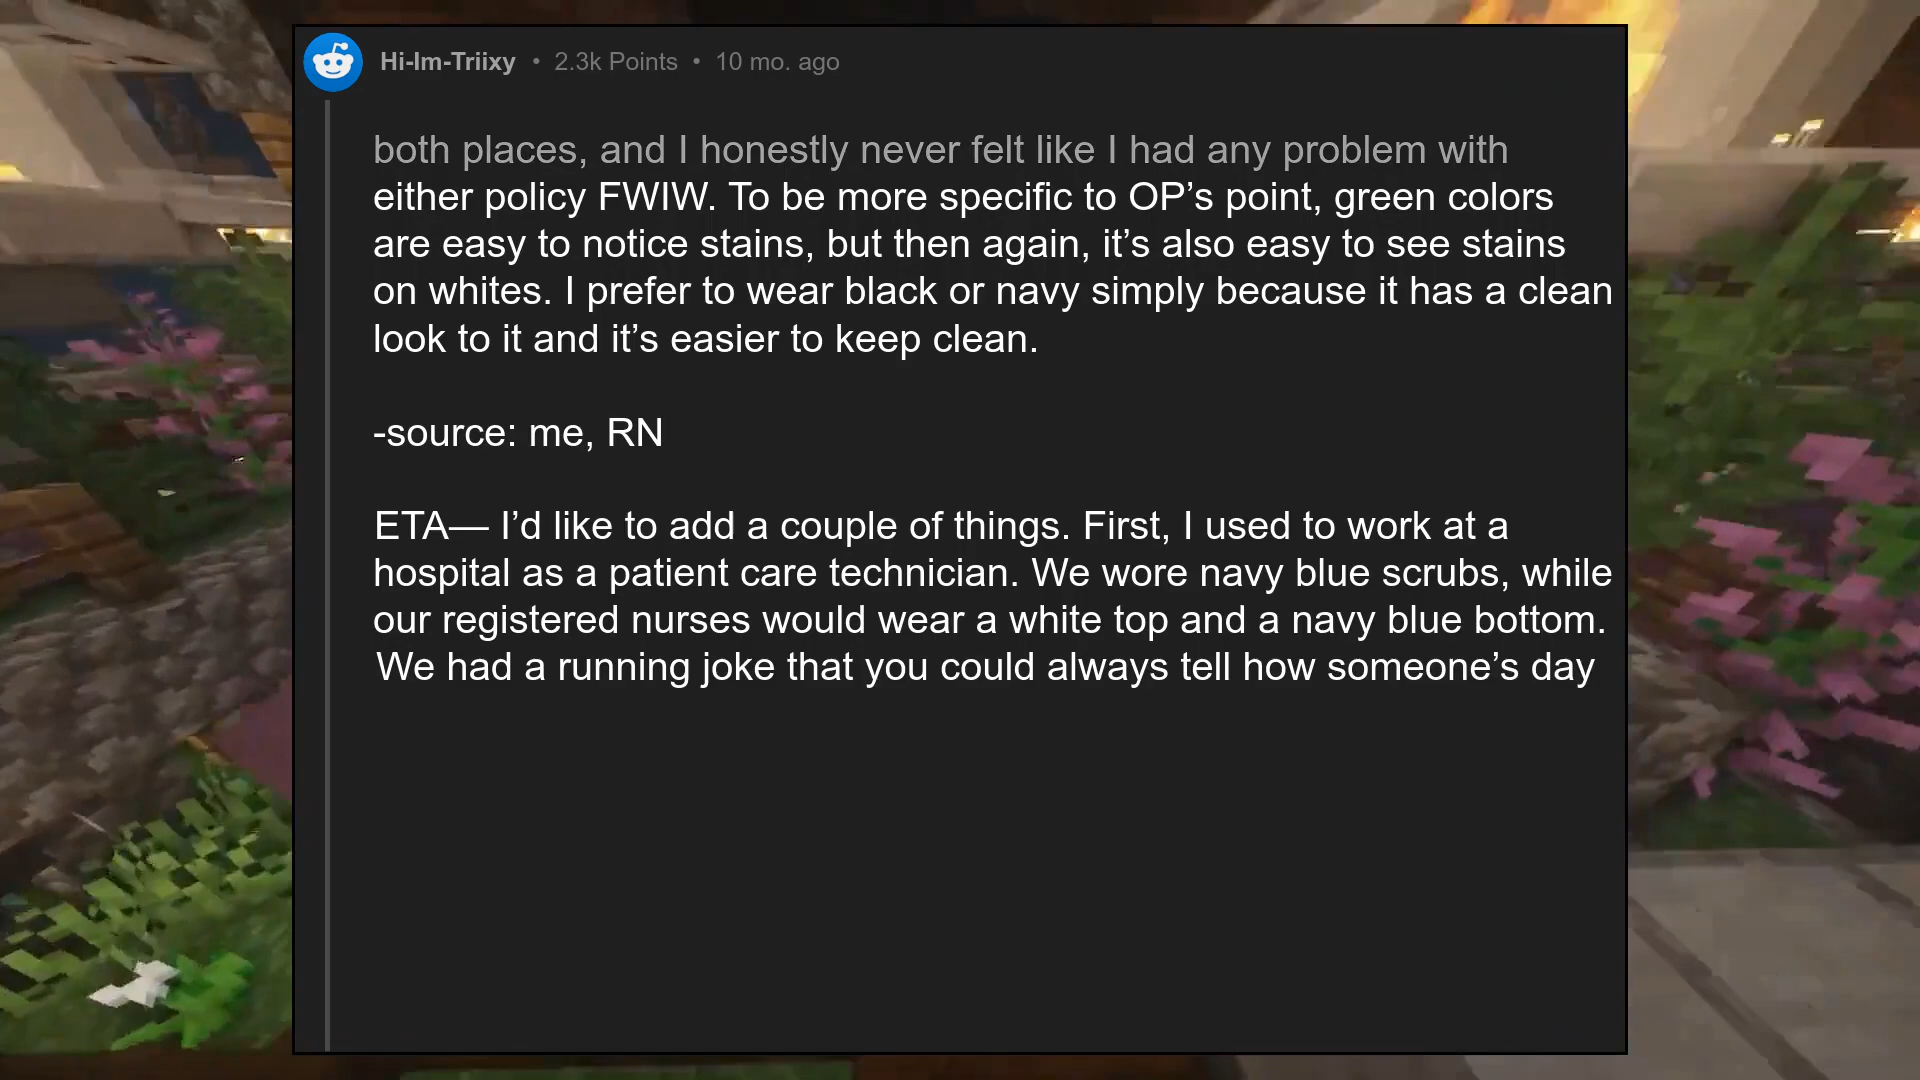 Hi-Im-Triixy • 2.3k Points • 10 mo. ago
both places, and I honestly never felt like I had any problem with
either policy FWIW. To be more specific to OP’s point, green colors
are easy to notice stains, but then again, it’s also easy to see stains
on whites. I prefer to wear black or navy simply because it has a clean
look to it and it’s easier to keep clean.
-source: me, RN
ETA— I’d like to add a couple of things. First, I used to work at a
hospital as a patient care technician. We wore navy blue scrubs, while
our registered nurses would wear a white top and a navy blue bottom.
We had a running joke that you could always tell how someone’s day